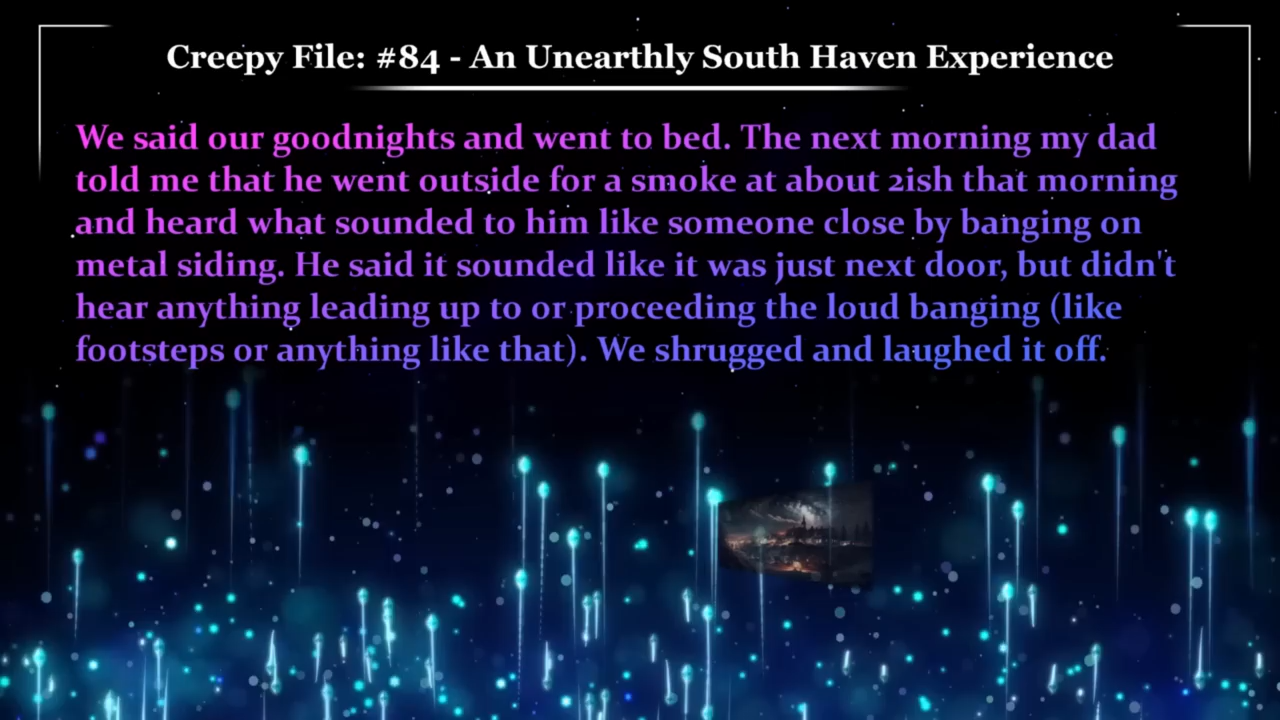 Creepy File: #84 - An Unearthly South Haven Experience
We said our goodnights and went to bed. The next morning my dad
told me that he went outside for a smoke at about 2ish that morning
and heard what sounded to him like someone close by banging on
metal siding. He said it sounded like it was just next door, but didn't
hear anything leading up to or proceeding the loud banging (like
footsteps or anything like that). We shrugged and laughed it off.